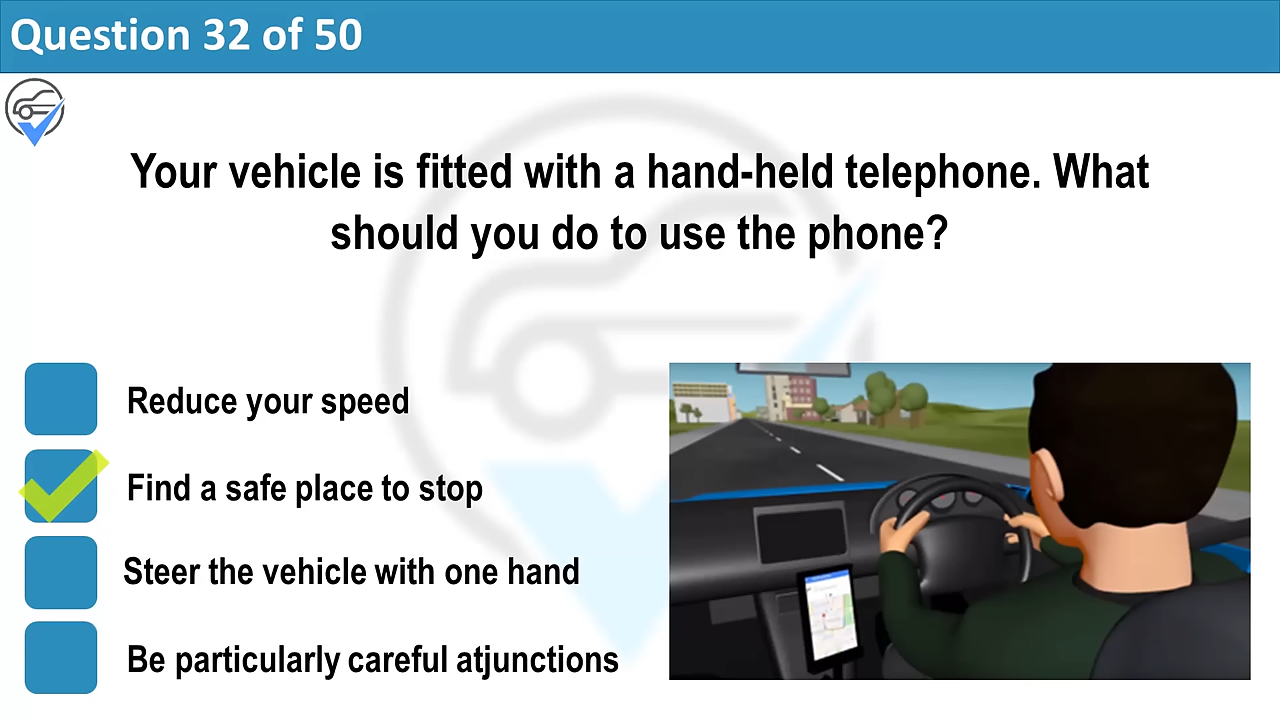 Question 32 of 50
Your vehicle is fitted with a hand-held telephone. What
should you do to use the phone?
Reduce your speed
Find a safe place to stop
Steer the vehicle with one hand
Be particularly careful atjunctions